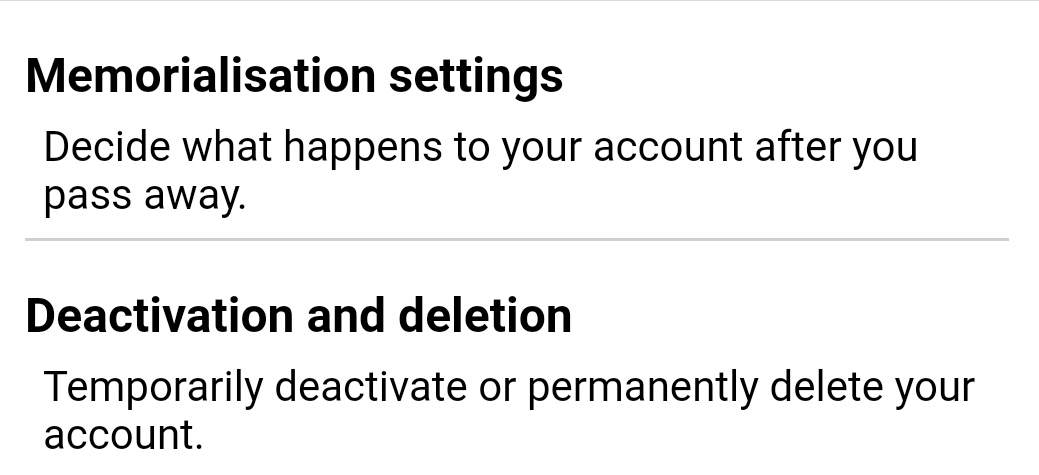 Memorialisation settings
Decide what happens to your account after you
pass away.
Deactivation and deletion
Temporarily deactivate or permanently delete your
account.